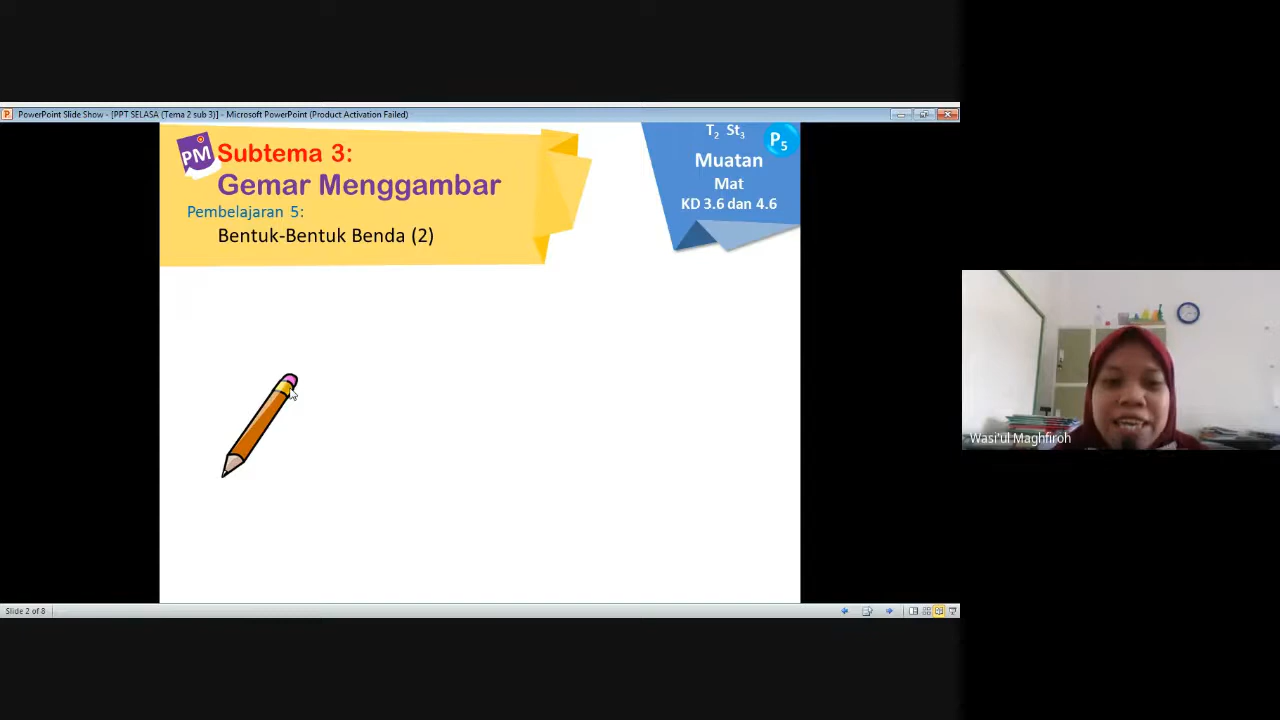 PowerPoint Slide Show - [PPT SELASA (Tema 2 sub 3)] - Microsoft PowerPoint (Product Activation Failed)
PM
Subtema 3:
Gemar Menggambar
Pembelajaran 5:
Bentuk-Bentuk Benda (2)
T2 St3
P5
Muatan
Mat
KD 3.6 dan 4.6
Wasi'ul Maghfiroh
Slide 2 of 8